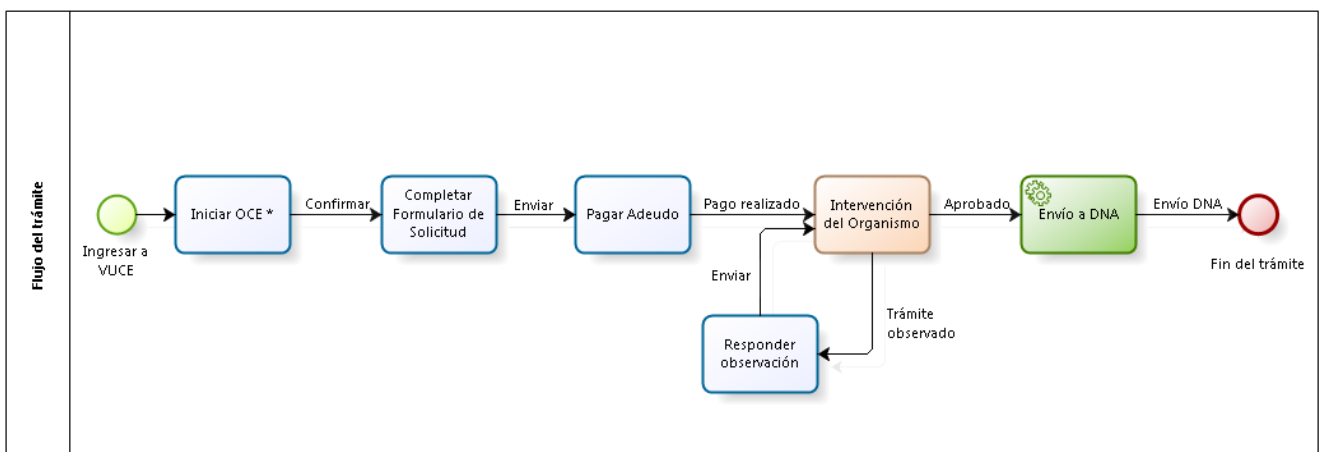 Flujo del trámite
Ingresar a
VUCE
Iniciar OCE *
Confirmar
Completar
Formulario de
Solicitud
Enviar
Pagar Adeudo
Pago realizado
Intervención
del Organismo
Aprobado
Envío a DNA
Envío DNA
Fin del trámite
Enviar
Trámite
observado
Responder
observación